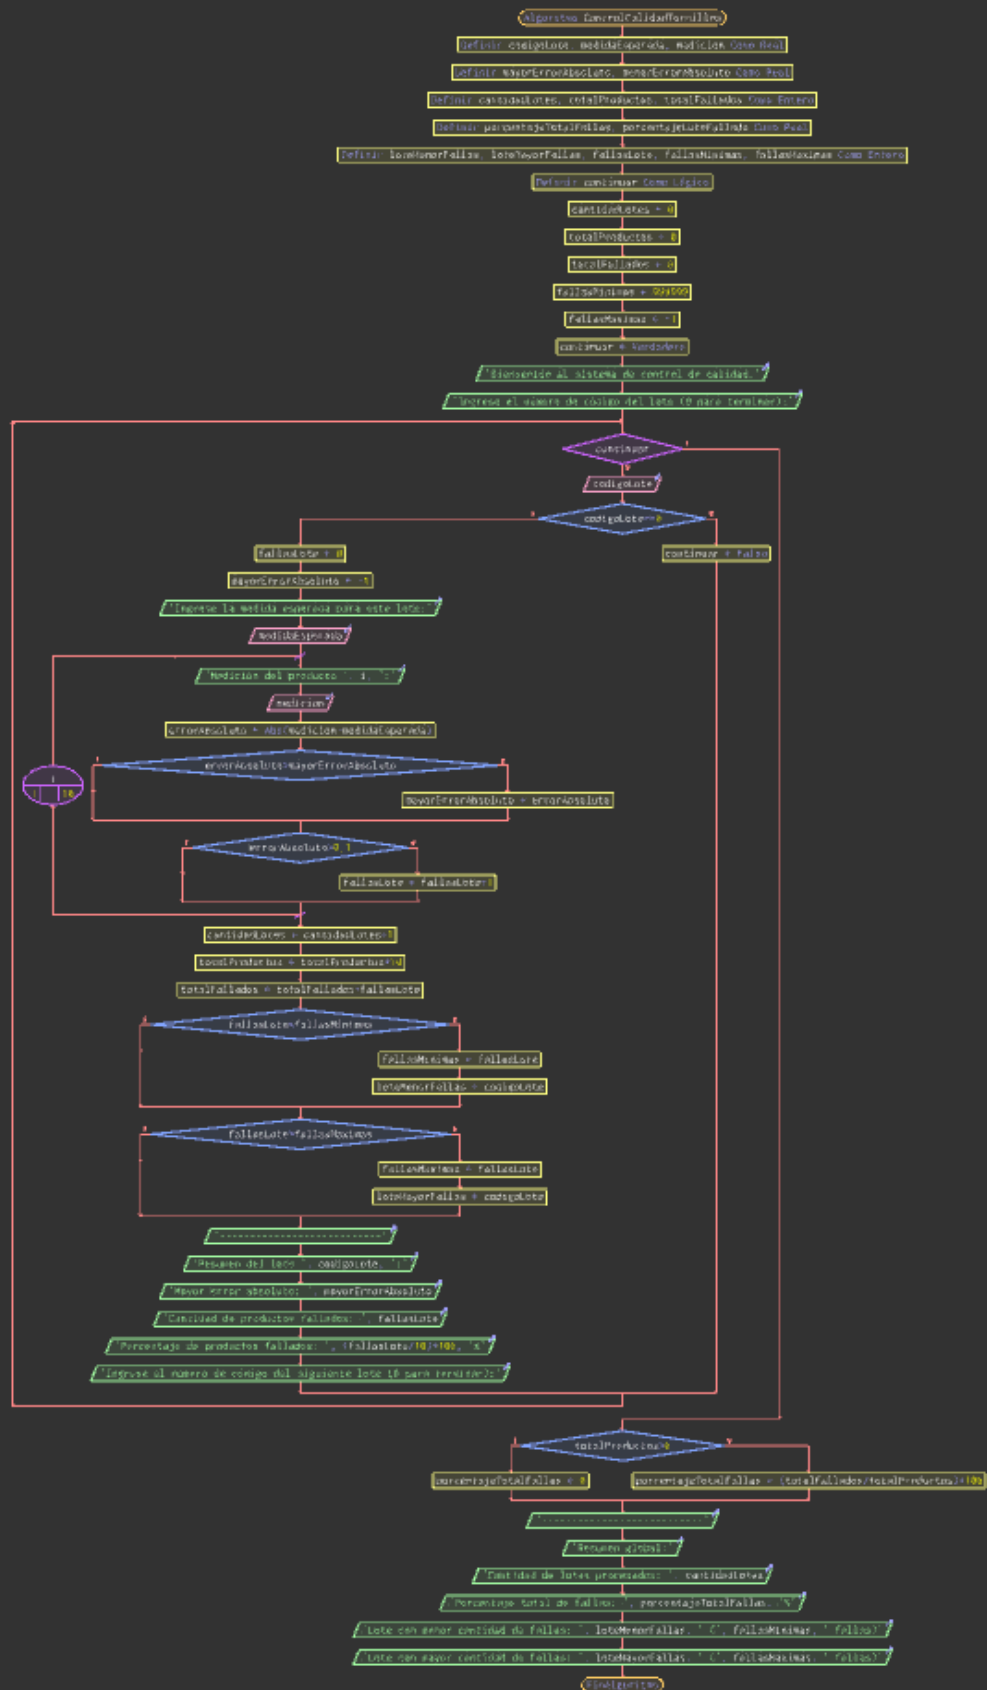 Algoritmo ControlCalidadTornillos
Definir codigoLote, medidaEsperada, medicion Como Real
Definir mayorErrorAbsoluto, menorErrorAbsoluto Como Real
Definir cantidadLotes, totalProductos, totalFallados Como Entero
Definir porcentajeTotalFallas, porcentajeLoteFallado Como Real
Definir loteMenorFallas, loteMayorFallas, fallasLote, fallasMinimas, fallasMaximas Como Entero
Definir continuar Como Lógico
cantidadLotes ← 0
totalProductos ← 0
totalFallados ← 0
fallasMinimas ← 999999
fallasMaximas ← -1
continuar ← Verdadero
'Bienvenido al sistema de control de calidad.'
'Ingrese el número de código del lote (0 para terminar):'
continuar
codigoLote
codigoLote=0
fallasLote ← 0
continuar ← Falso
mayorErrorAbsoluto ← -1
'Ingrese la medida esperada para este lote:'
medidaEsperada
'Medición del producto ', i, ':'
medicion
errorAbsoluto ← Abs(medicion-medidaEsperada)
errorAbsoluto>mayorErrorAbsoluto
i
1 10
mayorErrorAbsoluto ← errorAbsoluto
errorAbsoluto>0.1
fallasLote ← fallasLote+1
cantidadLotes ← cantidadLotes+1
totalProductos ← totalProductos+10
totalFallados ← totalFallados+fallasLote
fallasLote<fallasMinimas
fallasMinimas ← fallasLote
loteMenorFallas ← codigoLote
fallasLote>fallasMaximas
fallasMaximas ← fallasLote
loteMayorFallas ← codigoLote
'Resumen del lote ', codigoLote, ':'
'Mayor error absoluto: ', mayorErrorAbsoluto
'Cantidad de productos fallados: ', fallasLote
'Porcentaje de productos fallados: ', (fallasLote/10)*100, '%'
'Ingrese el número de código del siguiente lote (0 para terminar):'
totalProductos>0
porcentajeTotalFallas ← 0
porcentajeTotalFallas ← (totalFallados/totalProductos)*100
'Resumen global:'
'Cantidad de lotes procesados: ', cantidadLotes
'Porcentaje total de fallas: ', porcentajeTotalFallas, '%'
'Lote con menor cantidad de fallas: ', loteMenorFallas, ' (', fallasMinimas, ' fallas)'
'Lote con mayor cantidad de fallas: ', loteMayorFallas, ' (', fallasMaximas, ' fallas)'
FinAlgoritmo